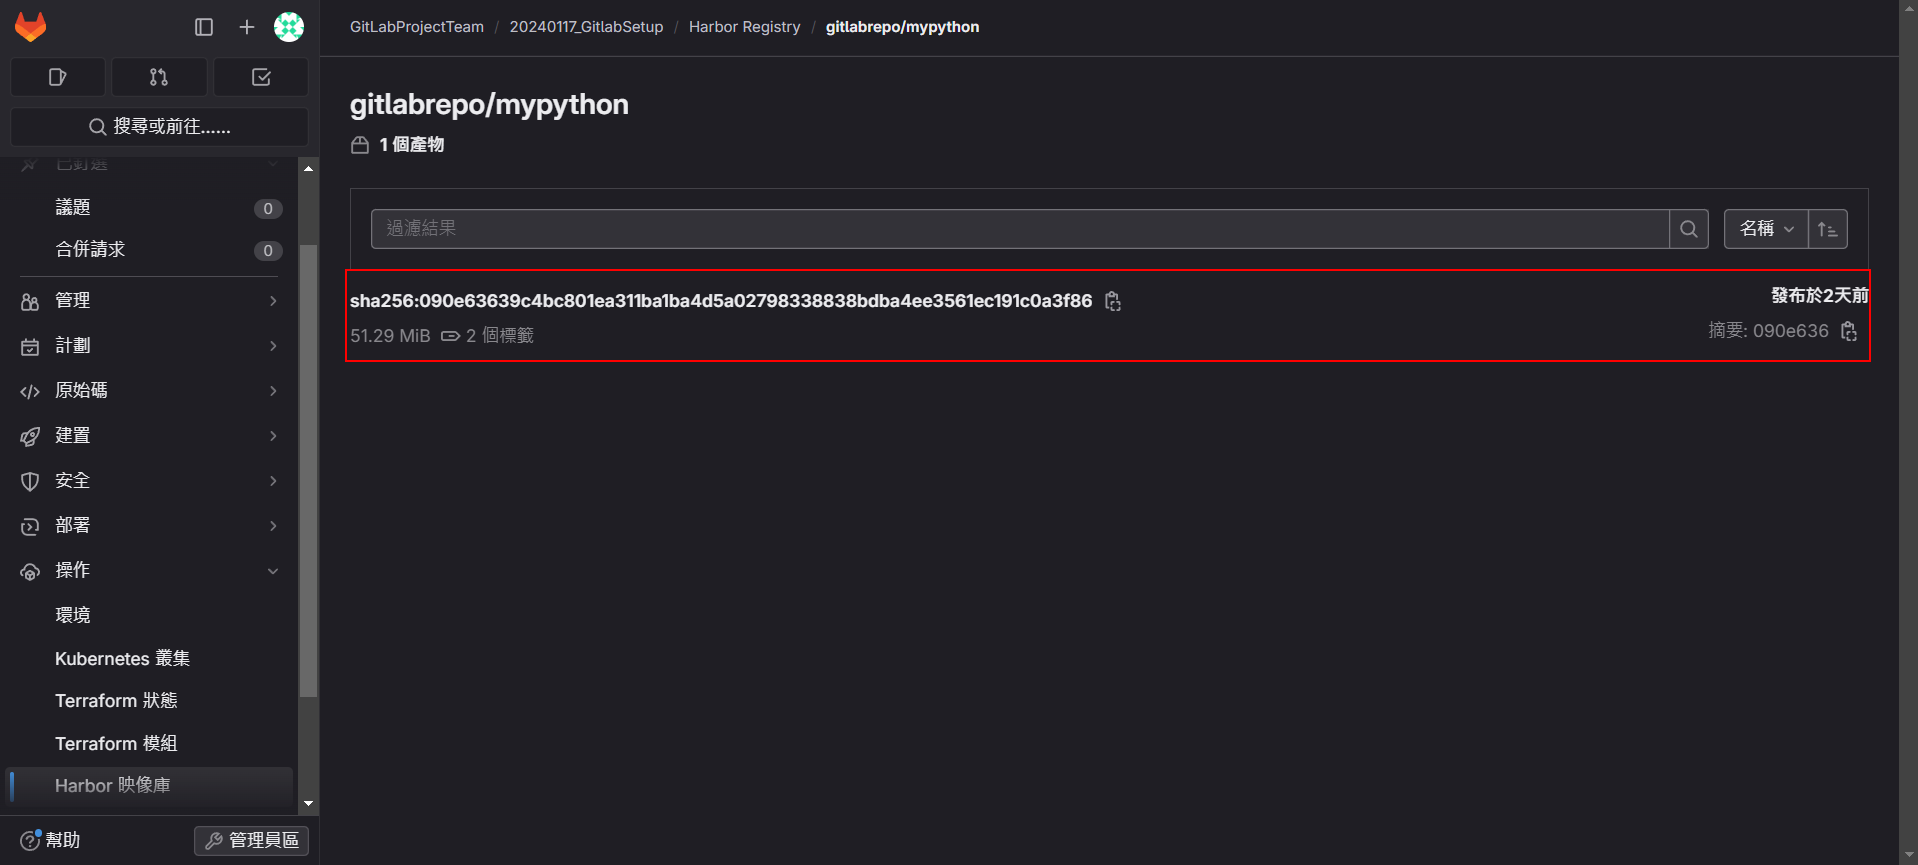 GitLabProjectTeam / 20240117_GitlabSetup / Harbor Registry / gitlabrepo/mypython
搜尋或前往......
已釘選
議題 0
合併請求 0
管理
計劃
原始碼
建置
安全
部署
操作
環境
Kubernetes 叢集
Terraform 狀態
Terraform 模組
Harbor 映像庫
幫助
管理員區
gitlabrepo/mypython
1 個產物
過濾結果
名稱
sha256:090e63639c4bc801ea311ba1ba4d5a02798338838bdba4ee3561ec191c0a3f86
發布於2天前
51.29 MiB 2 個標籤
摘要: 090e636